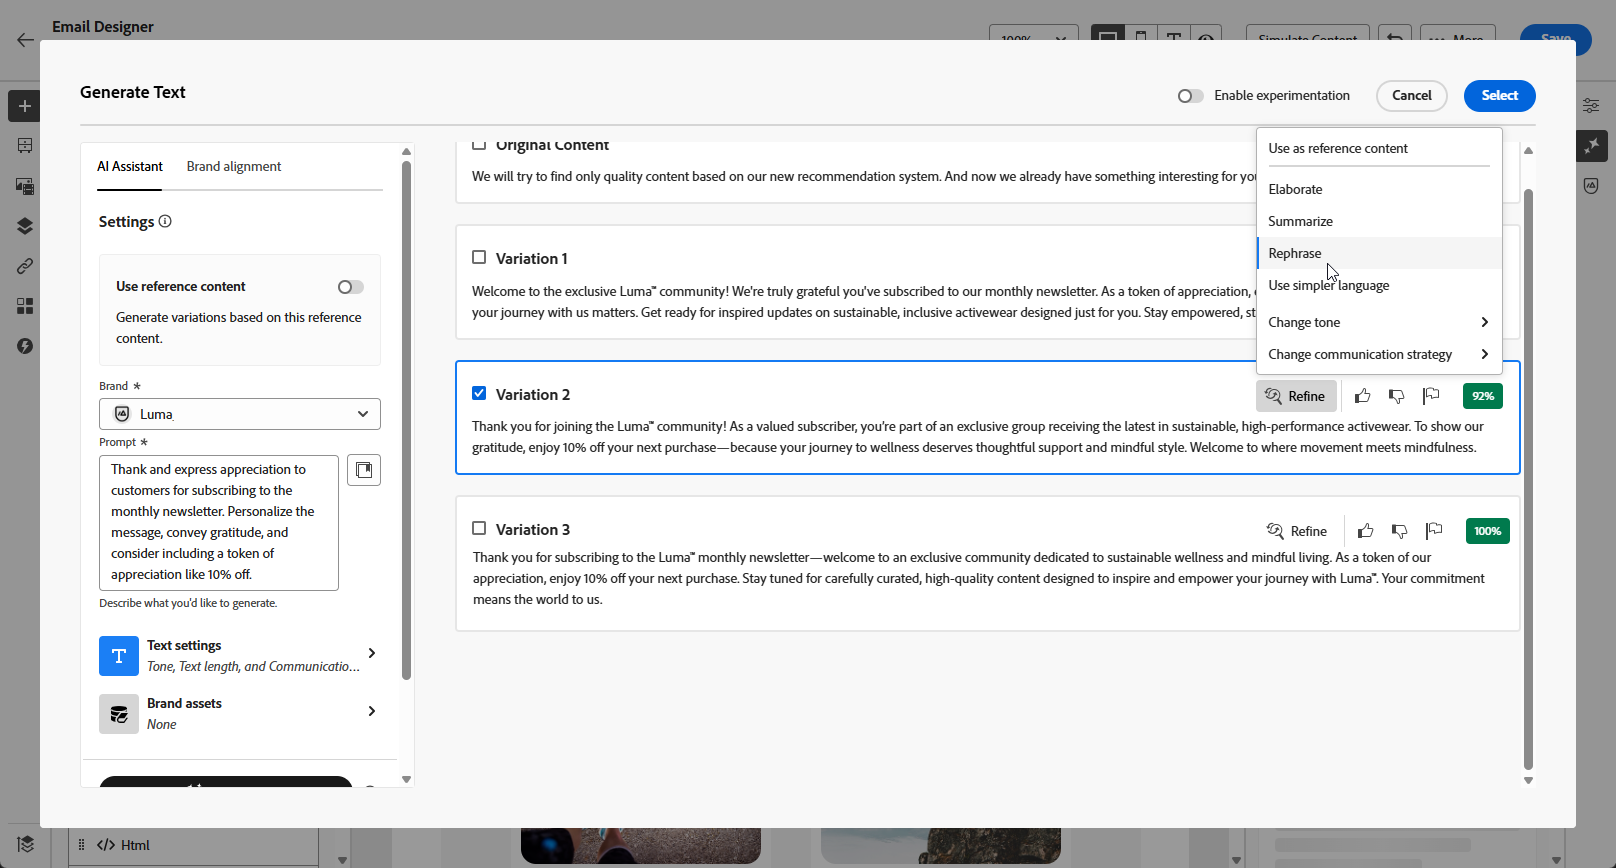 Email Designer
100%
Simulate Content
More
Save
Generate Text
Enable experimentation
Cancel
Select
AI Assistant
Brand alignment
Settings
Use reference content
Generate variations based on this reference
content.
Brand *
Luma
Prompt *
Thank and express appreciation to
customers for subscribing to the
monthly newsletter. Personalize the
message, convey gratitude, and
consider including a token of
appreciation like 10% off.
Describe what you'd like to generate.
Text settings
Tone, Text length, and Communicatio...
Brand assets
None
Original Content
We will try to find only quality content based on our new recommendation system. And now we already have something interesting for yo
Variation 1
Welcome to the exclusive Luma™ community! We're truly grateful you've subscribed to our monthly newsletter. As a token of appreciation,
your journey with us matters. Get ready for inspired updates on sustainable, inclusive activewear designed just for you. Stay empowered, st
Use as reference content
Elaborate
Summarize
Rephrase
Use simpler language
Change tone
Change communication strategy
Variation 2
Refine
92%
Thank you for joining the Luma™ community! As a valued subscriber, you're part of an exclusive group receiving the latest in sustainable, high-performance activewear. To show our
gratitude, enjoy 10% off your next purchase—because your journey to wellness deserves thoughtful support and mindful style. Welcome to where movement meets mindfulness.
Variation 3
Refine
100%
Thank you for subscribing to the Luma™ monthly newsletter—welcome to an exclusive community dedicated to sustainable wellness and mindful living. As a token of our
appreciation, enjoy 10% off your next purchase. Stay tuned for carefully curated, high-quality content designed to inspire and empower your journey with Luma™. Your commitment
means the world to us.
</> Html